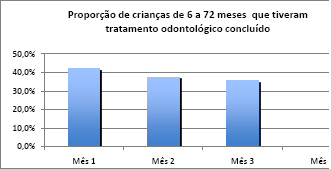 Proporção de crianças de 6 a 72 meses que tiveram
tratamento odontológico concluído
50,0%
40,0%
30,0%
20,0%
10,0%
0,0%
Mês 1 Mês 2 Mês 3 Mês